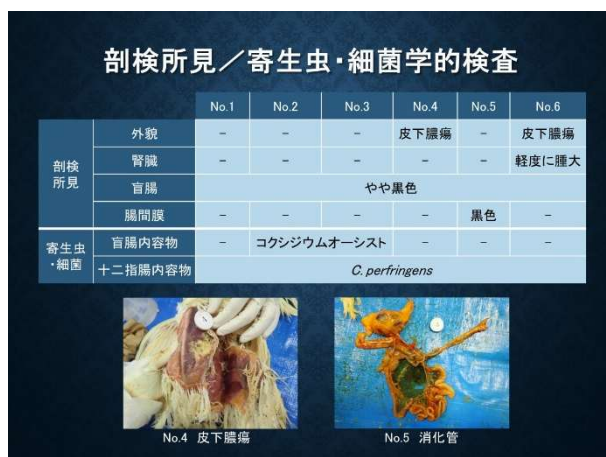 剖検所見／寄生虫・細菌学的検査
No.1 No.2 No.3 No.4 No.5 No.6
剖検所見 外貌 － － － 皮下膿瘍 － 皮下膿瘍
腎臓 － － － － － 軽度に腫大
盲腸 やや黒色
腸間膜 － － － － 黒色 －
寄生虫・細菌 盲腸内容物 － コクシジウムオーシスト － － －
十二指腸内容物 C. perfringens
No.4 皮下膿瘍 No.5 消化管